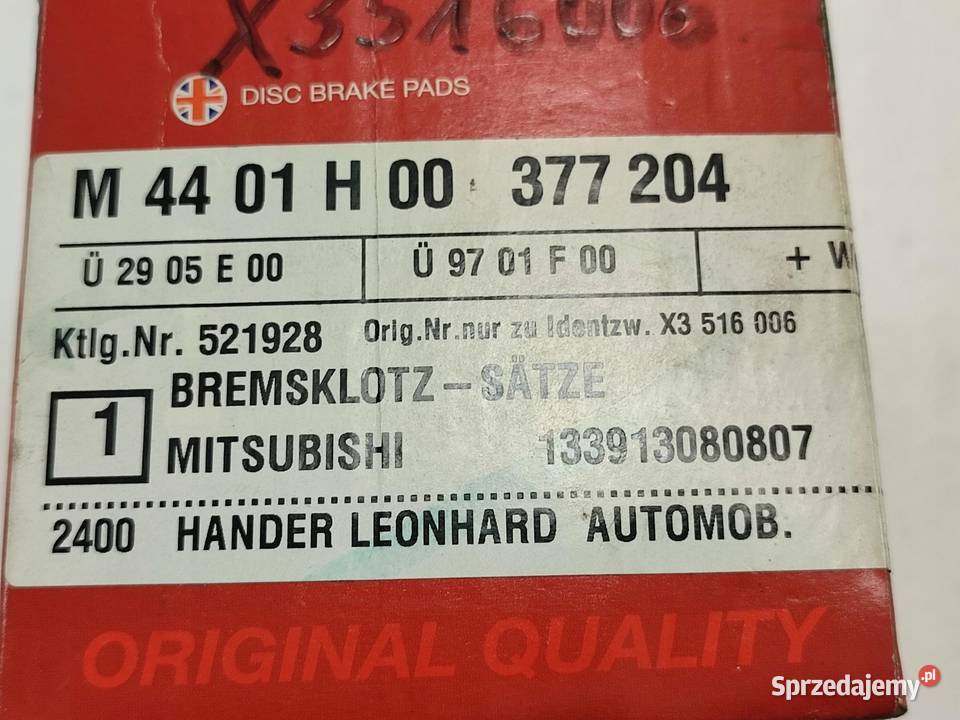 X3516006
DISC BRAKE PADS
M 44 01 H 00 377 204
Ü 29 05 E 00 Ü 97 01 F 00 +
Ktlg.Nr. 521928 Orig.Nr.nur zu Identzw. X3 516 006
BREMSKLOTZ-SÄTZE
1
MITSUBISHI 133913080807
2400 HANDER LEONHARD AUTOMOB.
ORIGINAL QUALITY
Sprzedajemy.pl